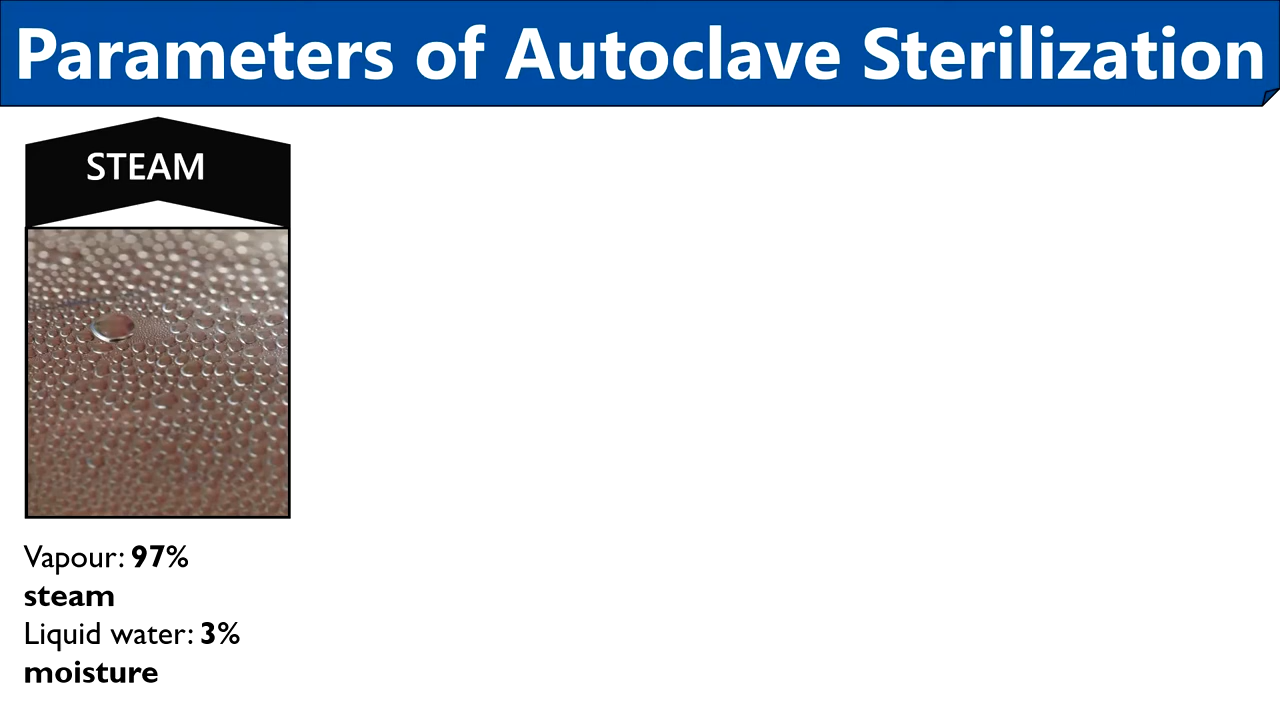 Parameters of Autoclave Sterilization
STEAM
Vapour: 97%
steam
Liquid water: 3%
moisture